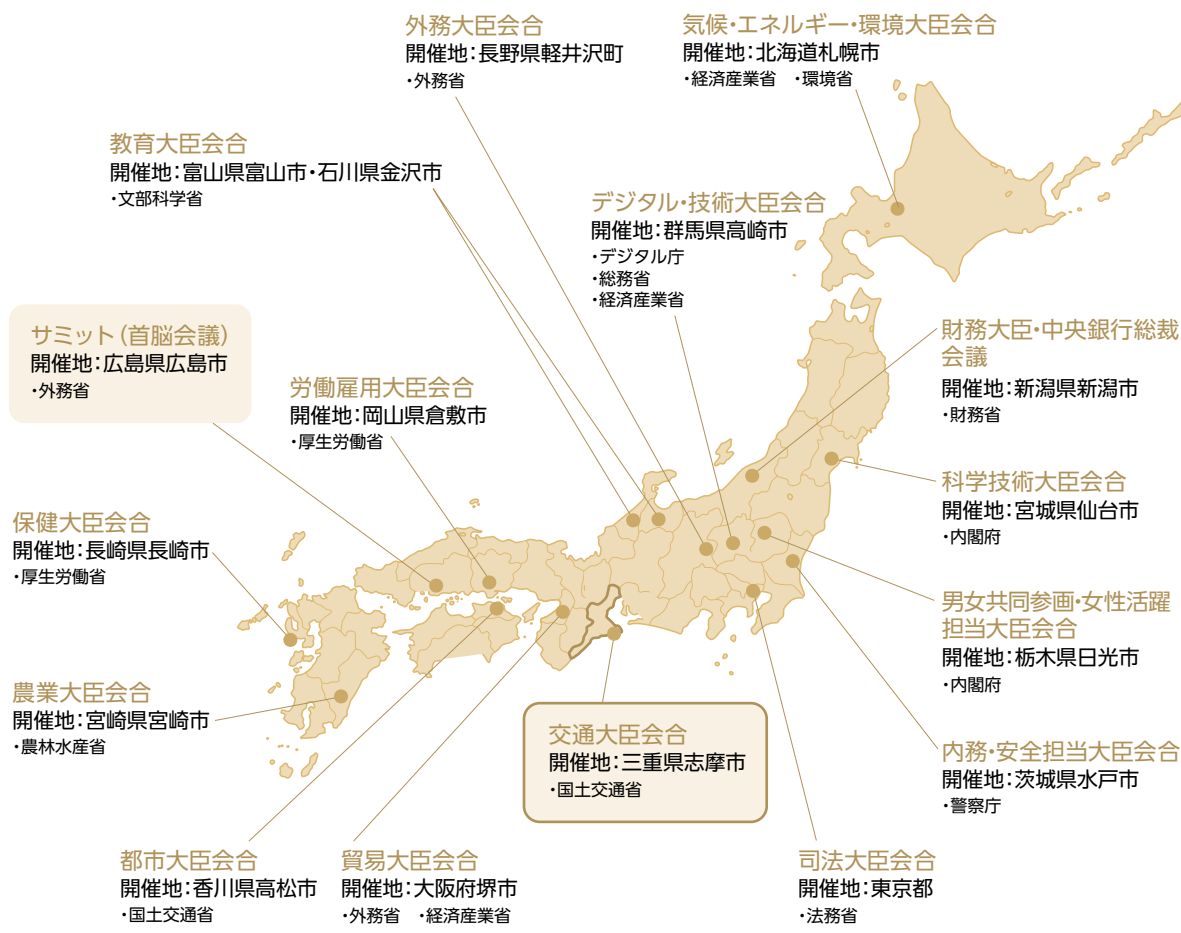 外務大臣会合
開催地：長野県軽井沢町
・外務省
気候・エネルギー・環境大臣会合
開催地：北海道札幌市
・経済産業省　・環境省
教育大臣会合
開催地：富山県富山市・石川県金沢市
・文部科学省
デジタル・技術大臣会合
開催地：群馬県高崎市
・デジタル庁
・総務省
・経済産業省
サミット（首脳会議）
開催地：広島県広島市
・外務省
労働雇用大臣会合
開催地：岡山県倉敷市
・厚生労働省
財務大臣・中央銀行総裁
会議
開催地：新潟県新潟市
・財務省
科学技術大臣会合
開催地：宮城県仙台市
・内閣府
保健大臣会合
開催地：長崎県長崎市
・厚生労働省
男女共同参画・女性活躍
担当大臣会合
開催地：栃木県日光市
・内閣府
農業大臣会合
開催地：宮崎県宮崎市
・農林水産省
交通大臣会合
開催地：三重県志摩市
・国土交通省
内務・安全担当大臣会合
開催地：茨城県水戸市
・警察庁
都市大臣会合
開催地：香川県高松市
・国土交通省
貿易大臣会合
開催地：大阪府堺市
・外務省　・経済産業省
司法大臣会合
開催地：東京都
・法務省